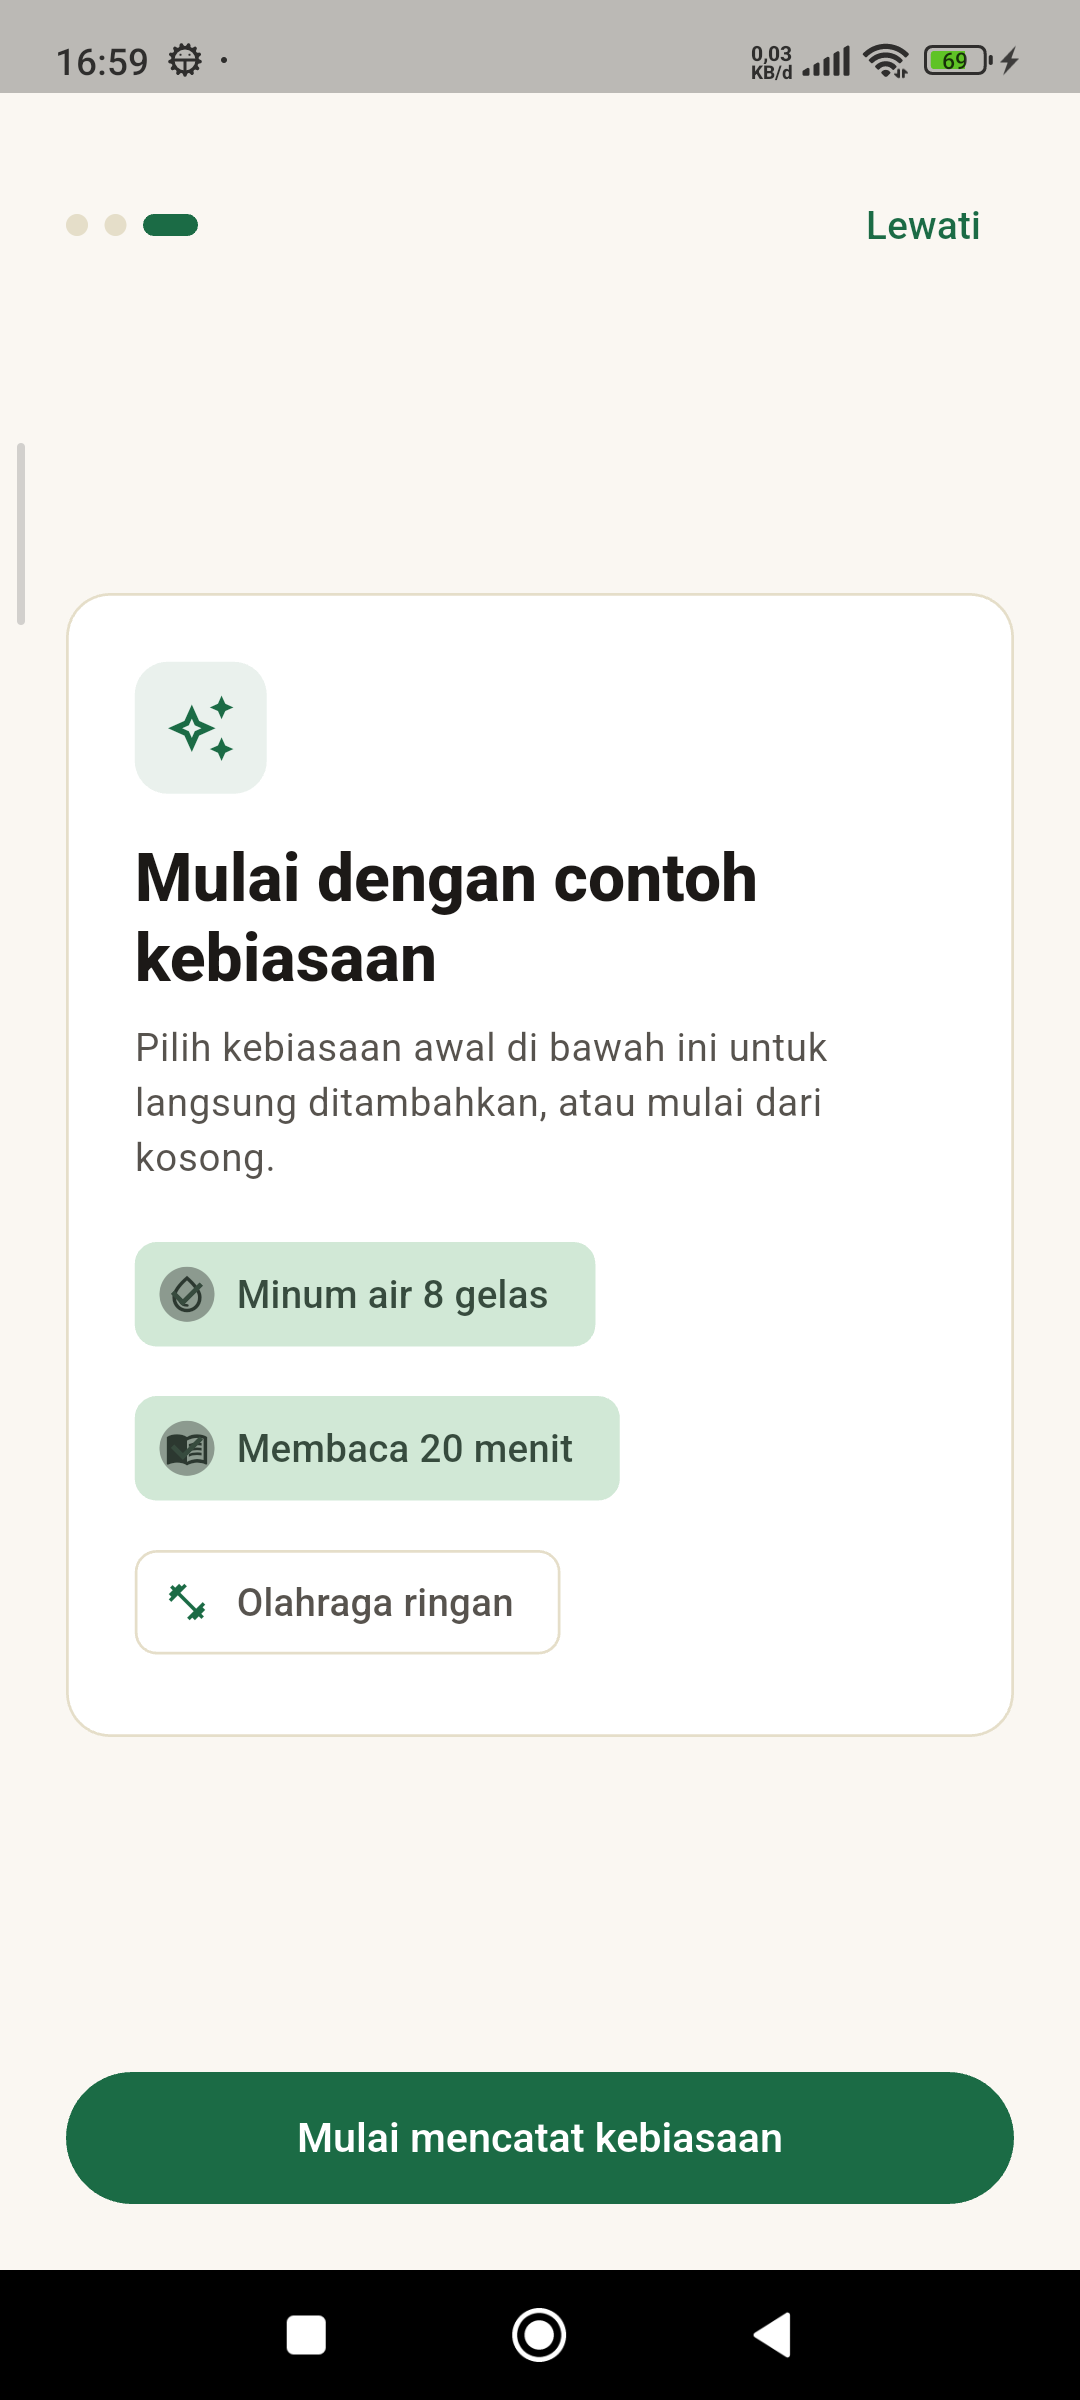 16:59
0,03
KB/d
69
Lewati
Mulai dengan contoh
kebiasaan
Pilih kebiasaan awal di bawah ini untuk
langsung ditambahkan, atau mulai dari
kosong.
Minum air 8 gelas
Membaca 20 menit
Olahraga ringan
Mulai mencatat kebiasaan